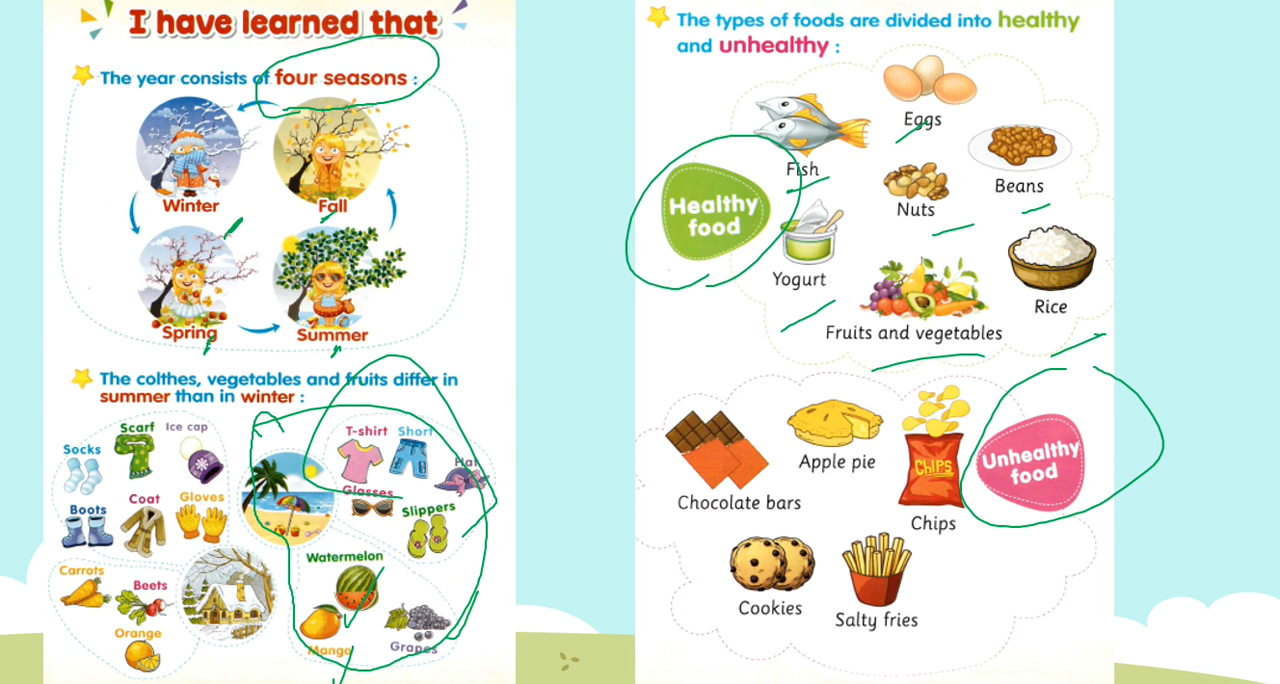 I have learned that
The year consists of four seasons :
Winter
Fall
Spring
Summer
The colthes, vegetables and fruits differ in
summer than in winter :
Socks
Scarf
Ice cap
Boots
Coat
Gloves
Carrots
Beets
Orange
T-shirt
Short
Hat
Glasses
Slippers
Watermelon
Mango
Grapes
The types of foods are divided into healthy
and unhealthy :
Healthy
food
Eggs
Fish
Beans
Nuts
Yogurt
Rice
Fruits and vegetables
Unhealthy
food
Apple pie
CHIPS
Chocolate bars
Chips
Cookies
Salty fries